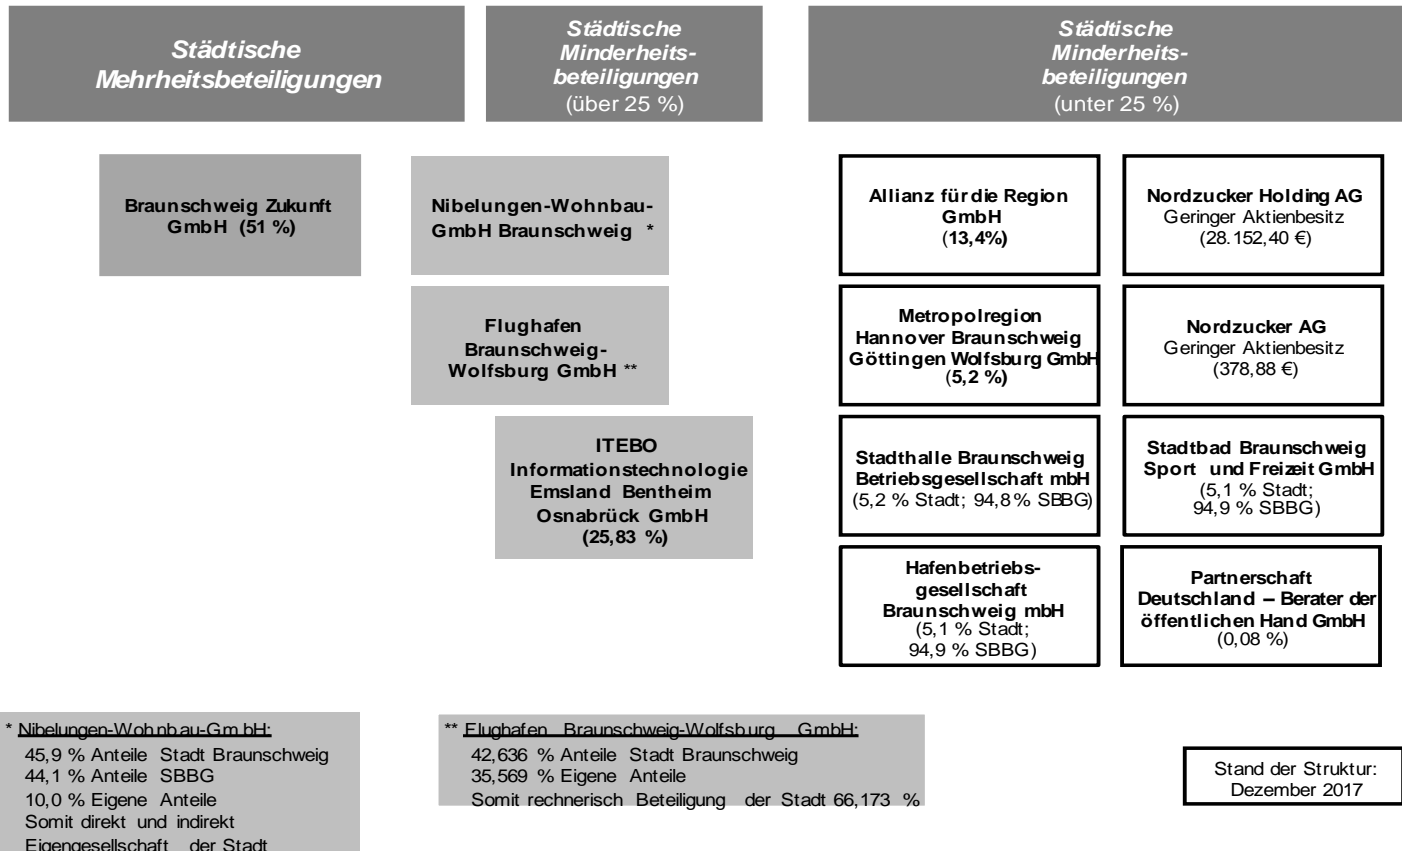 Städtische
Mehrheitsbeteiligungen
Städtische
Minderheits-
beteiligungen
(über 25 %)
Städtische
Minderheits-
beteiligungen
(unter 25 %)
Braunschweig Zukunft
GmbH (51 %)
Nibelungen-Wohnbau-
GmbH Braunschweig *
Flughafen
Braunschweig-
Wolfsburg GmbH **
ITEBO
Informationstechnologie
Emsland Bentheim
Osnabrück GmbH
(25,83 %)
Allianz für die Region
GmbH
(13,4%)
Nordzucker Holding AG
Geringer Aktienbesitz
(28.152,40 €)
Metropolregion
Hannover Braunschweig
Göttingen Wolfsburg GmbH
(5,2 %)
Nordzucker AG
Geringer Aktienbesitz
(378,88 €)
Stadthalle Braunschweig
Betriebsgesellschaft mbH
(5,2 % Stadt; 94,8 % SBBG)
Stadtbad Braunschweig
Sport und Freizeit GmbH
(5,1 % Stadt;
94,9 % SBBG)
Hafenbetriebs-
gesellschaft
Braunschweig mbH
(5,1 % Stadt;
94,9 % SBBG)
Partnerschaft
Deutschland – Berater der
öffentlichen Hand GmbH
(0,08 %)
* Nibelungen-Wohnbau-GmbH:
45,9 % Anteile Stadt Braunschweig
44,1 % Anteile SBBG
10,0 % Eigene Anteile
Somit direkt und indirekt
Eigengesellschaft der Stadt
** Flughafen Braunschweig-Wolfsburg GmbH:
42,636 % Anteile Stadt Braunschweig
35,569 % Eigene Anteile
Somit rechnerisch Beteiligung der Stadt 66,173 %
Stand der Struktur:
Dezember 2017